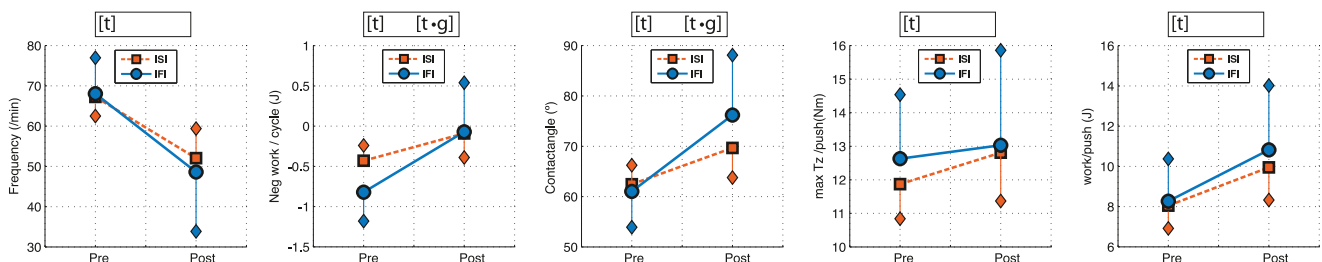 [t]
80
70
60
50
40
30
Frequency (/min)
ISI
IFI
Pre
Post
[t] [t•g]
1
0.5
0
-0.5
-1
-1.5
Neg work / cycle (J)
ISI
IFI
Pre
Post
[t] [t•g]
90
80
70
60
50
Contactangle (º)
ISI
IFI
Pre
Post
[t]
16
15
14
13
12
11
10
max Tz /push(Nm)
ISI
IFI
Pre
Post
[t]
16
14
12
10
8
6
work/push (J)
ISI
IFI
Pre
Post